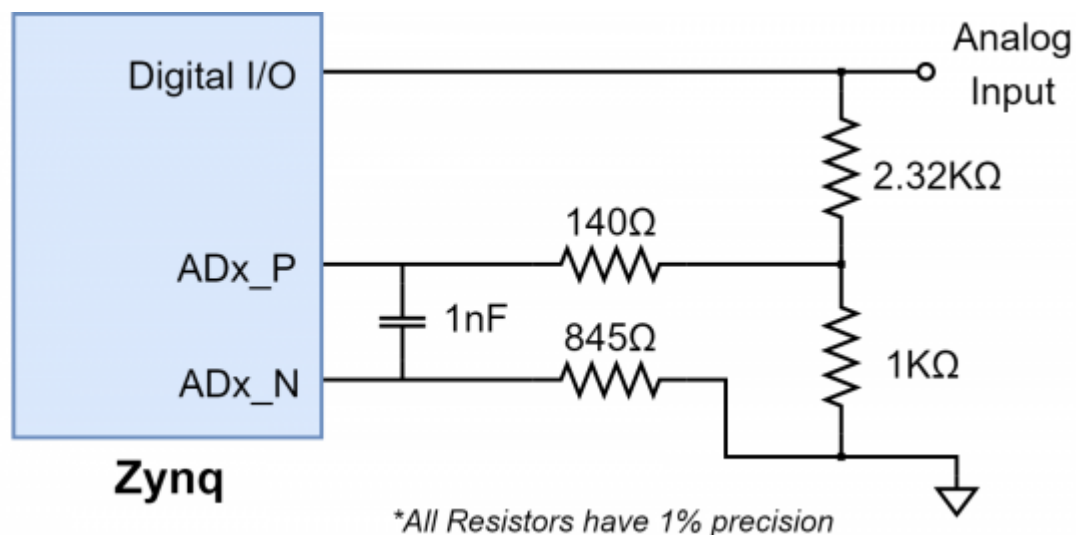 Analog
Input
Digital I/O
2.32KΩ
140Ω
ADx_P
1nF
845Ω
1KΩ
ADx_N
Zynq
*All Resistors have 1% precision